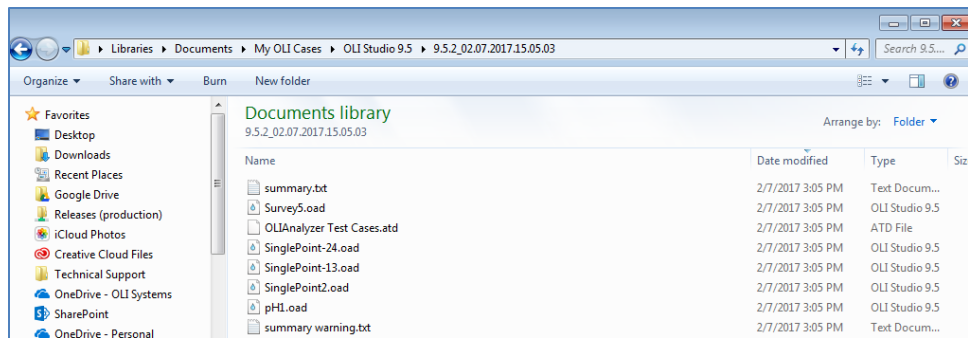 Libraries Documents My OLI Cases OLI Studio 9.5 9.5.2_02.07.2017.15.05.03 Search 9.5....
Organize Share with Burn New folder
Favorites
Desktop
Downloads
Recent Places
Google Drive
Releases (production)
iCloud Photos
Creative Cloud Files
Technical Support
OneDrive - OLI Systems
SharePoint
OneDrive - Personal
Documents library
9.5.2_02.07.2017.15.05.03
Arrange by: Folder
Name Date modified Type Siz
summary.txt 2/7/2017 3:05 PM Text Docum...
Survey5.oad 2/7/2017 3:05 PM OLI Studio 9.5
OLIAnalyzer Test Cases.atd 2/7/2017 3:05 PM ATD File
SinglePoint-24.oad 2/7/2017 3:05 PM OLI Studio 9.5
SinglePoint-13.oad 2/7/2017 3:05 PM OLI Studio 9.5
SinglePoint2.oad 2/7/2017 3:05 PM OLI Studio 9.5
pH1.oad 2/7/2017 3:05 PM OLI Studio 9.5
summary warning.txt 2/7/2017 3:05 PM Text Docum...